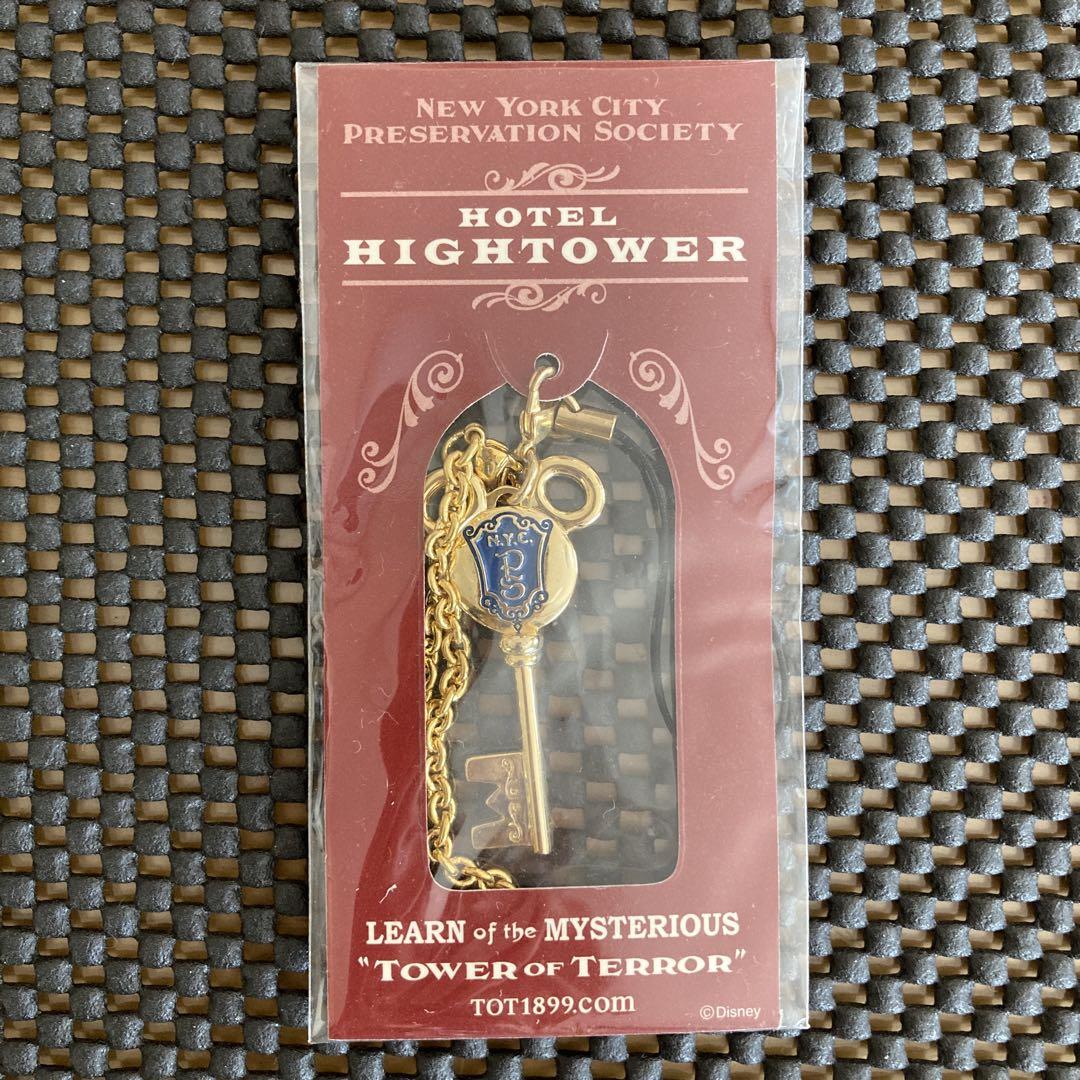 NEW YORK CITY
PRESERVATION SOCIETY
HOTEL
HIGHTOWER
N.Y.C.
PS
LEARN of the MYSTERIOUS
"TOWER OF TERROR"
TOT1899.com
©Disney